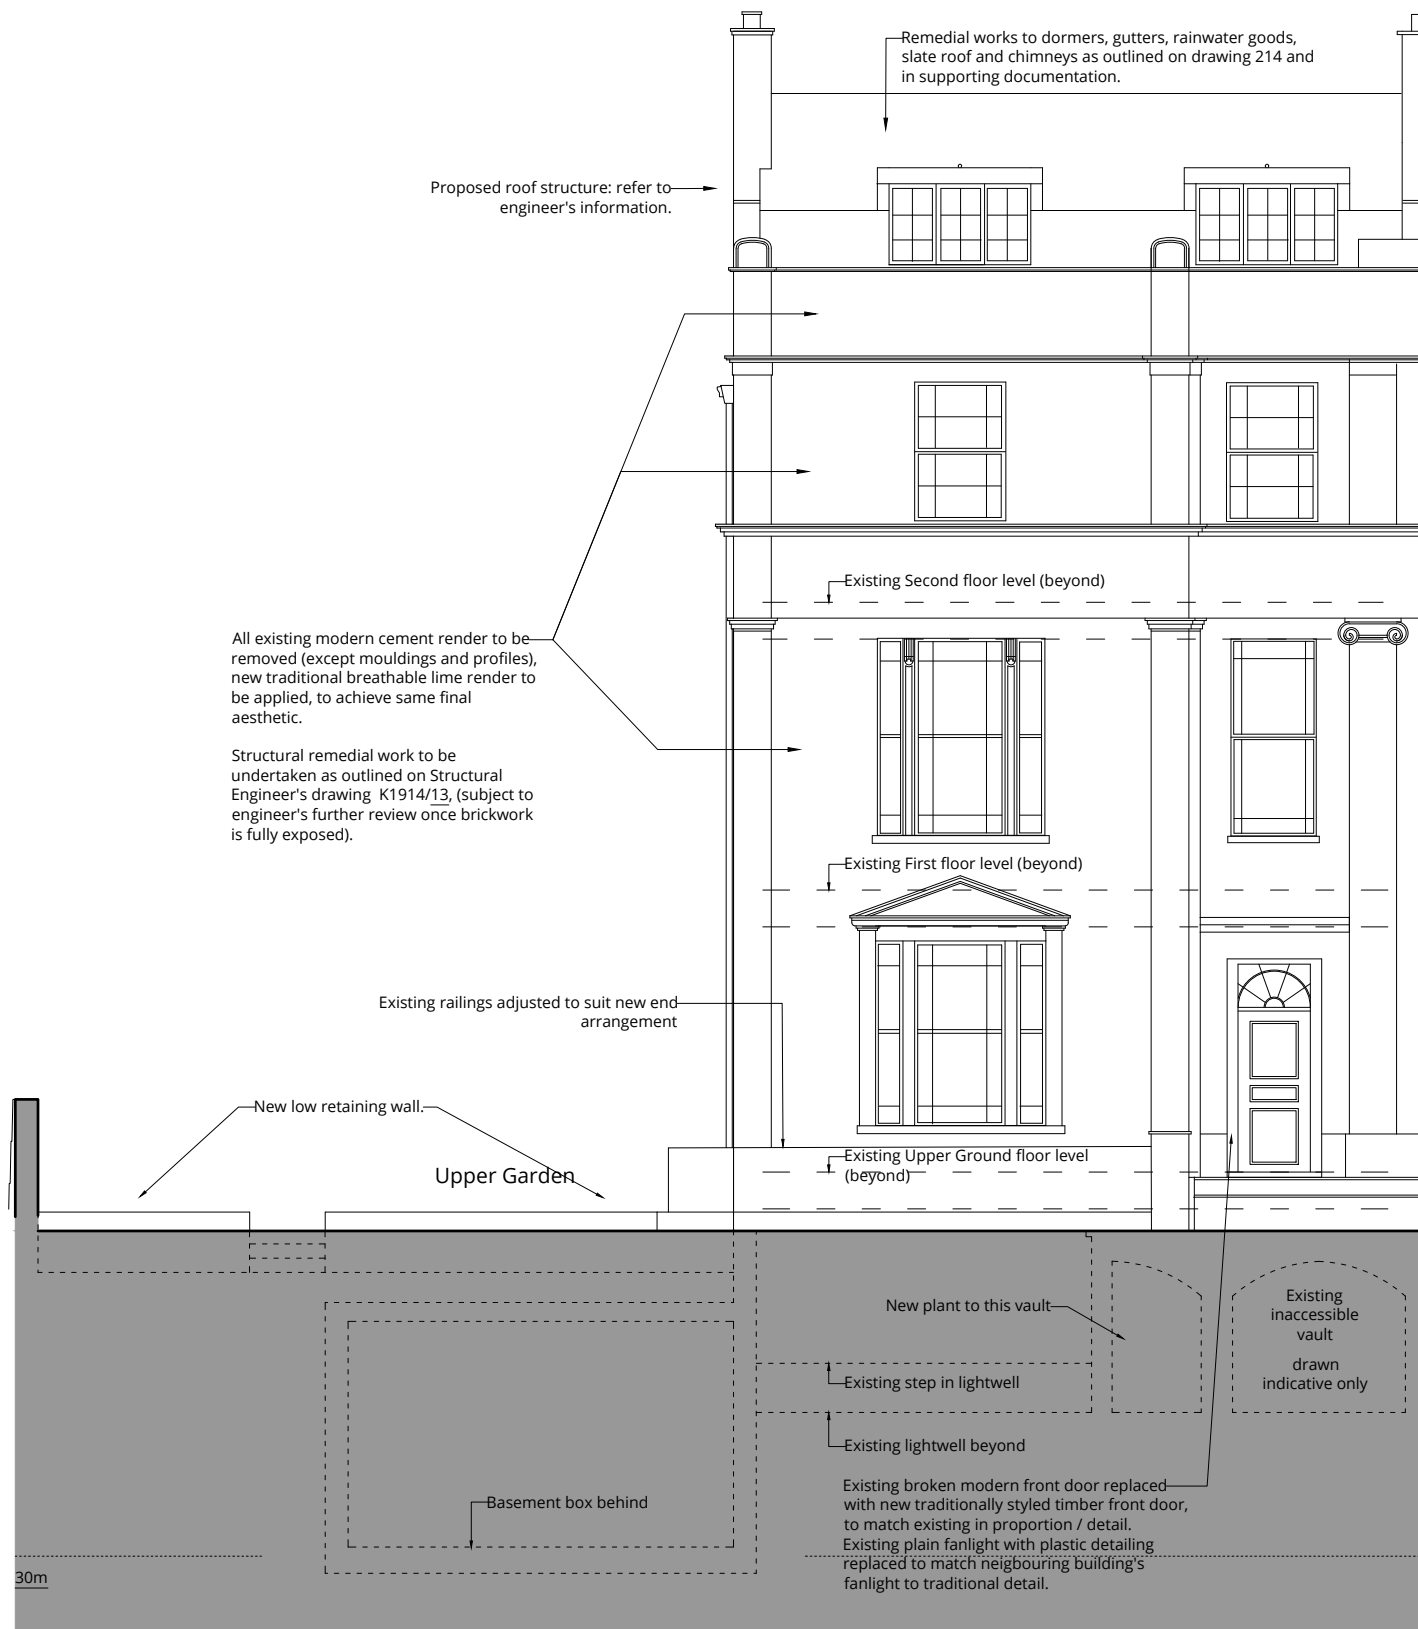 Remedial works to dormers, gutters, rainwater goods,
slate roof and chimneys as outlined on drawing 214 and
in supporting documentation.
Proposed roof structure: refer to
engineer's information.
Existing Second floor level (beyond)
All existing modern cement render to be
removed (except mouldings and profiles),
new traditional breathable lime render to
be applied, to achieve same final
aesthetic.
Structural remedial work to be
undertaken as outlined on Structural
Engineer's drawing K1914/13, (subject to
engineer's further review once brickwork
is fully exposed).
Existing First floor level (beyond)
Existing railings adjusted to suit new end
arrangement
New low retaining wall.
Upper Garden
Existing Upper Ground floor level
(beyond)
New plant to this vault
Existing
inaccessible
vault
drawn
indicative only
Existing step in lightwell
Existing lightwell beyond
Basement box behind
Existing broken modern front door replaced
with new traditionally styled timber front door,
to match existing in proportion / detail.
Existing plain fanlight with plastic detailing
replaced to match neigbouring building's
fanlight to traditional detail.
30m